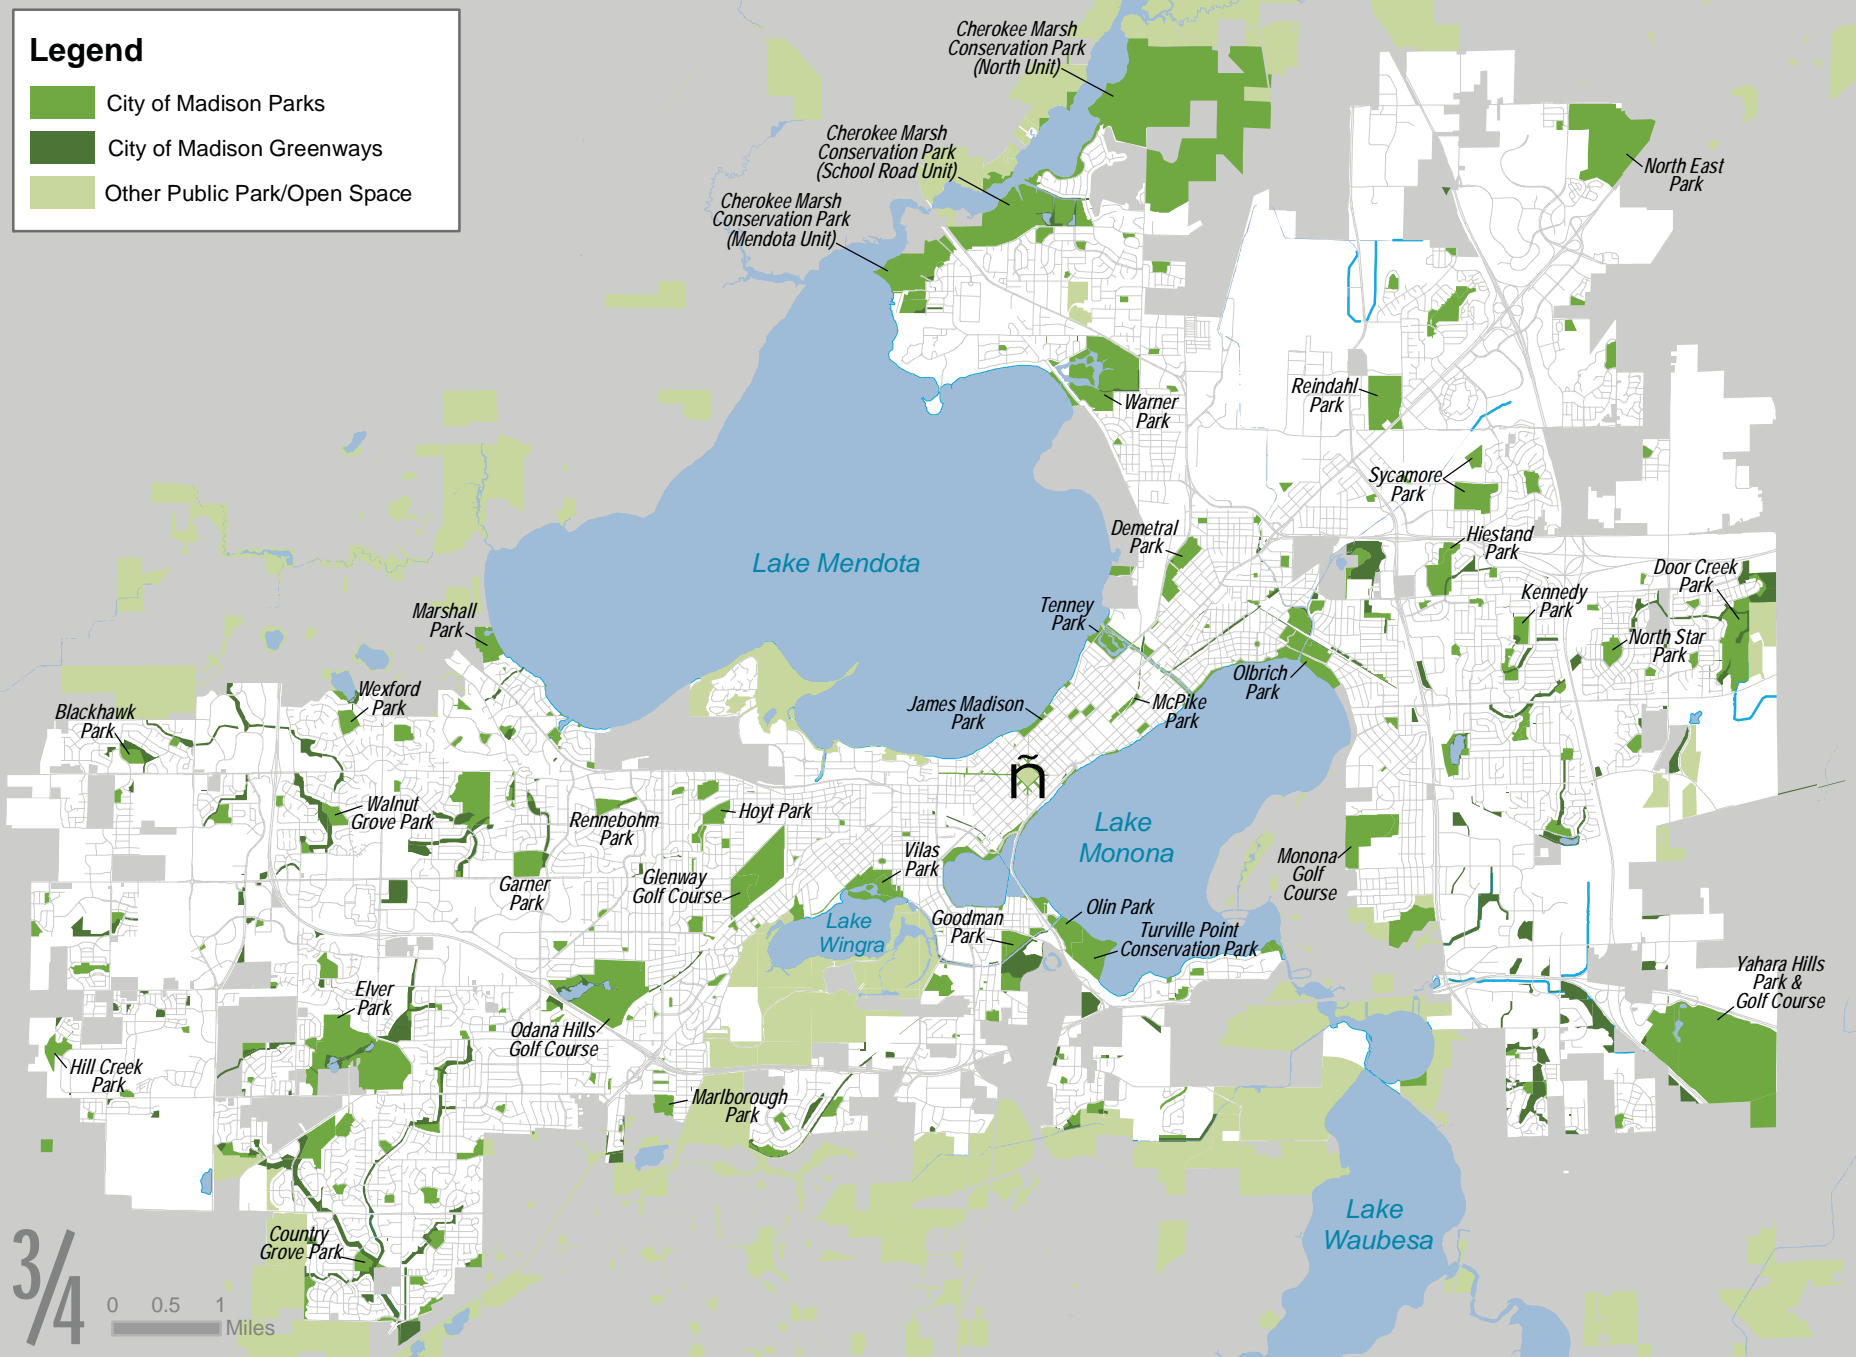 Legend
City of Madison Parks
City of Madison Greenways
Other Public Park/Open Space
Cherokee Marsh
Conservation Park
(North Unit)
Cherokee Marsh
Conservation Park
(School Road Unit)
Cherokee Marsh
Conservation Park
(Mendota Unit)
North East
Park
Warner
Park
Reindahl
Park
Sycamore
Park
Demetral
Park
Hiestand
Park
Door Creek
Park
Kennedy
Park
North Star
Park
Lake Mendota
Tenney
Park
Marshall
Park
Olbrich
Park
McPike
Park
James Madison
Park
Wexford
Park
Blackhawk
Park
ñ
Walnut
Grove Park
Rennebohm
Park
Hoyt Park
Lake
Monona
Vilas
Park
Monona
Golf
Course
Garner
Park
Glenway
Golf Course
Lake
Wingra
Goodman
Park
Olin Park
Turville Point
Conservation Park
Yahara Hills
Park &
Golf Course
Elver
Park
Odana Hills
Golf Course
Hill Creek
Park
Marlborough
Park
Lake
Waubesa
Country
Grove Park
3/4
0 0.5 1
Miles